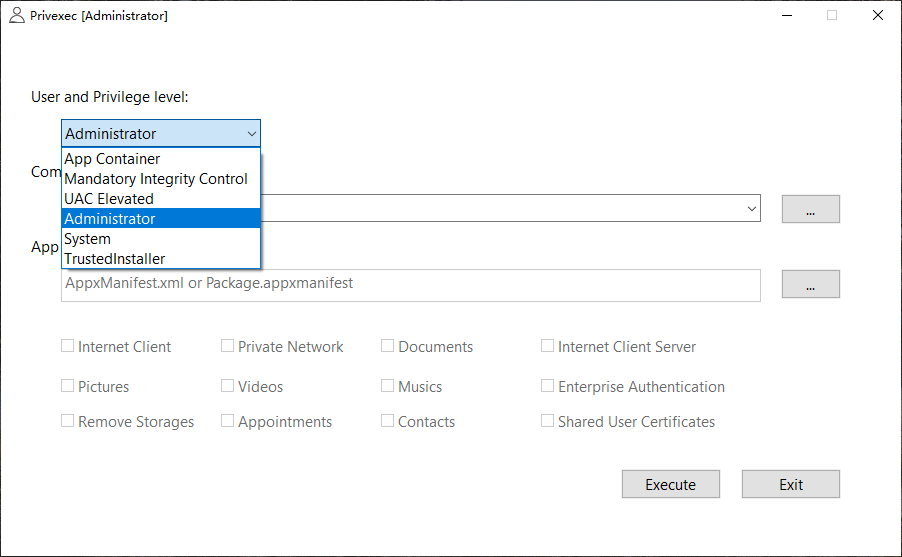 Privexec [Administrator]
User and Privilege level:
Administrator
App Container
Com
Mandatory Integrity Control
UAC Elevated
Administrator
...
System
App
TrustedInstaller
AppxManifest.xml or Package.appxmanifest
...
Internet Client Private Network Documents Internet Client Server
Pictures Videos Musics Enterprise Authentication
Remove Storages Appointments Contacts Shared User Certificates
Execute Exit